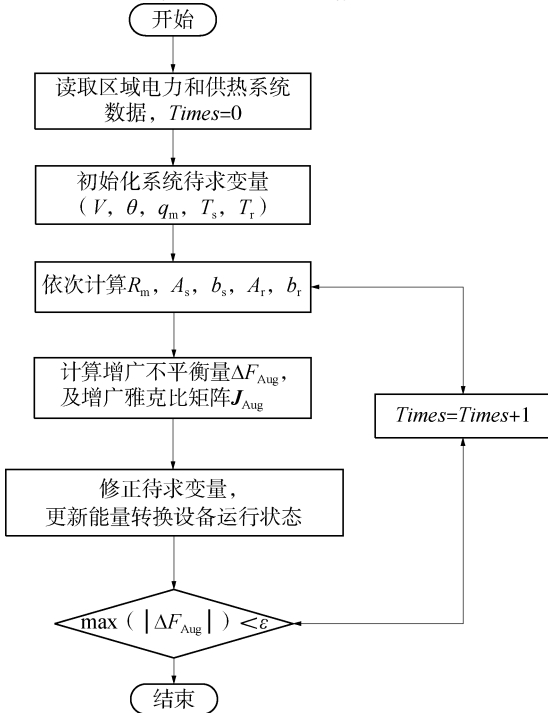 开始
读取区域电力和供热系统
数据，Times=0
初始化系统待求变量
（V，θ，qm，Ts，Tr）
依次计算Rm，As，bs，Ar，br
计算增广不平衡量ΔFAug，
及增广雅克比矩阵JAug
Times=Times+1
修正待求变量，
更新能量转换设备运行状态
max（|ΔFAug|）<ε
结束